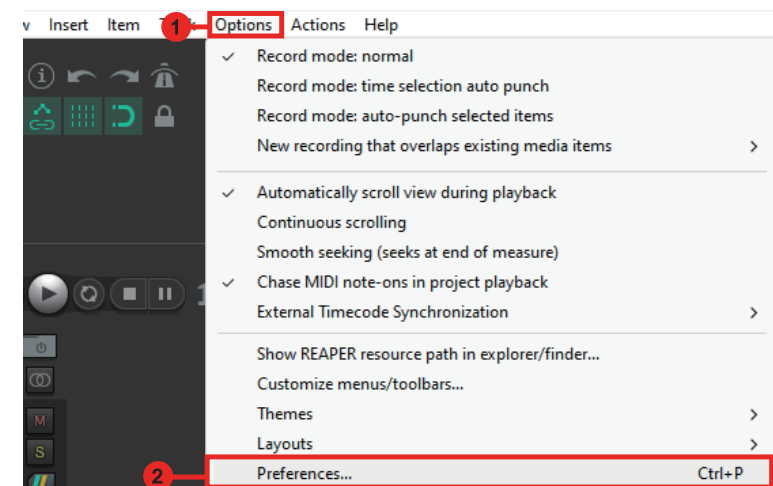 Insert Item Options Actions Help
1
Record mode: normal
Record mode: time selection auto punch
Record mode: auto-punch selected items
New recording that overlaps existing media items
Automatically scroll view during playback
Continuous scrolling
Smooth seeking (seeks at end of measure)
Chase MIDI note-ons in project playback
External Timecode Synchronization
Show REAPER resource path in explorer/finder...
Customize menus/toolbars...
Themes
M
Layouts
S
2
Preferences... Ctrl+P